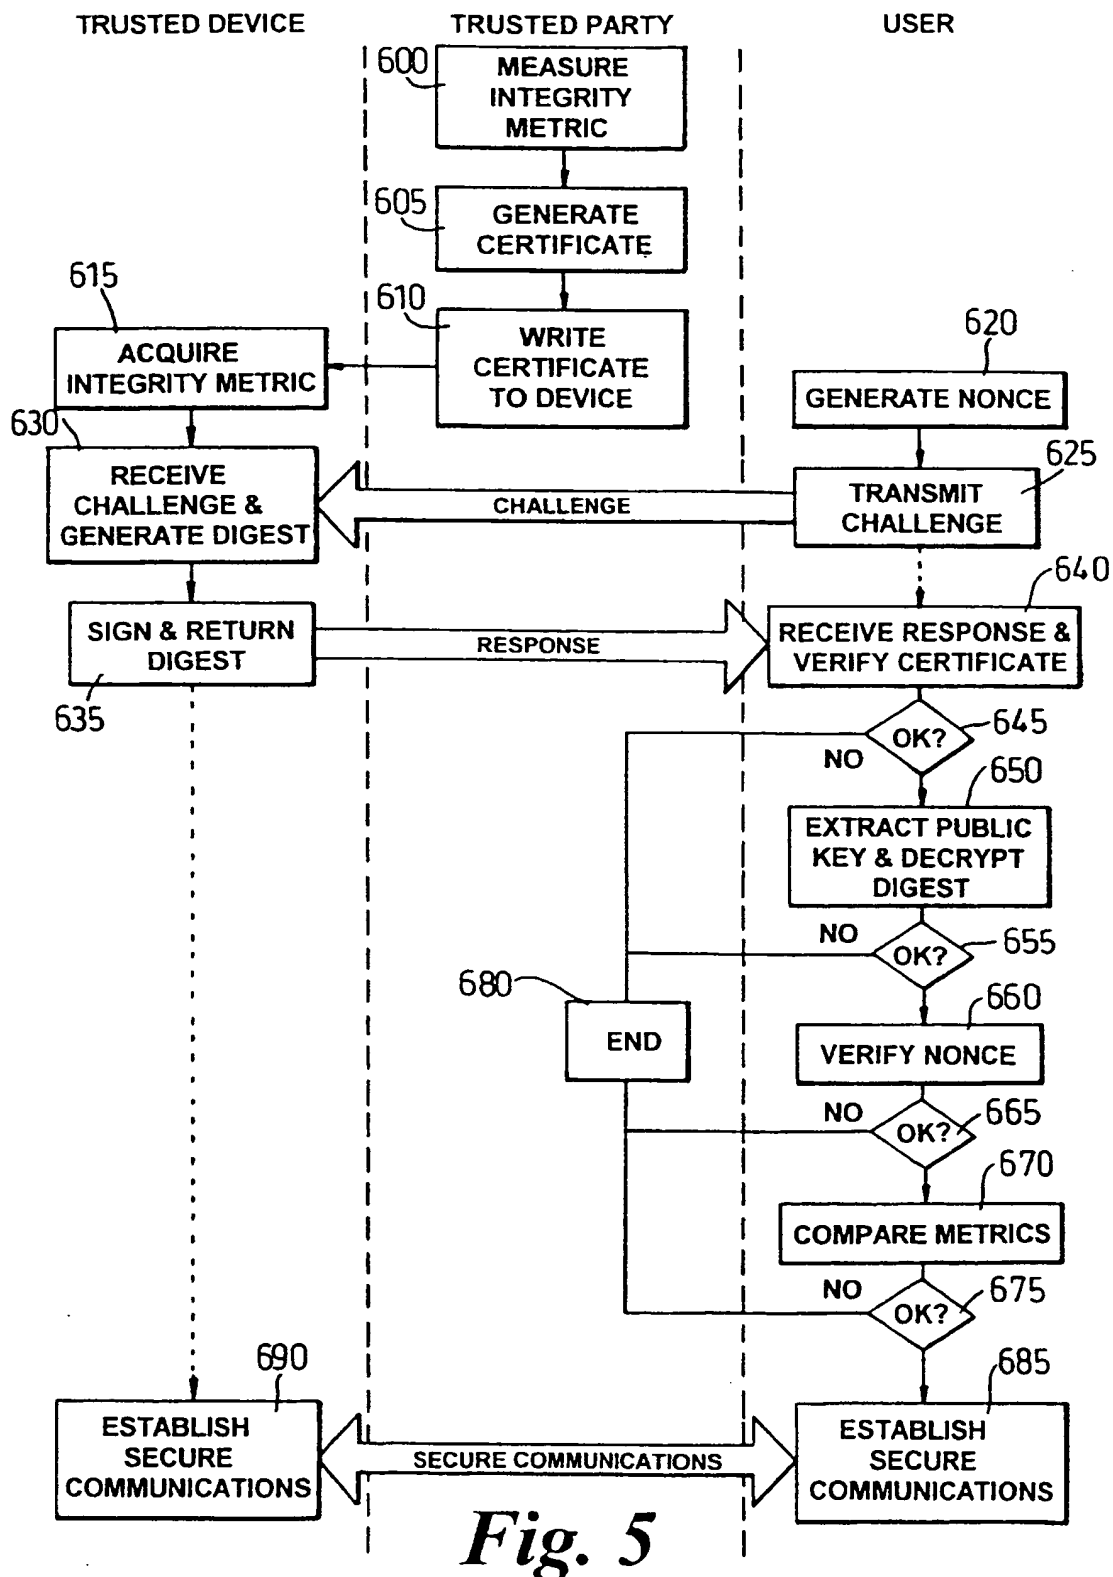 TRUSTED DEVICE
TRUSTED PARTY
USER
600
MEASURE
INTEGRITY
METRIC
605
GENERATE
CERTIFICATE
610
WRITE
CERTIFICATE
TO DEVICE
615
ACQUIRE
INTEGRITY METRIC
620
GENERATE NONCE
630
RECEIVE
CHALLENGE &
GENERATE DIGEST
CHALLENGE
625
TRANSMIT
CHALLENGE
640
SIGN & RETURN
DIGEST
635
RESPONSE
RECEIVE RESPONSE &
VERIFY CERTIFICATE
645
OK?
NO
650
EXTRACT PUBLIC
KEY & DECRYPT
DIGEST
NO
655
OK?
680
END
660
VERIFY NONCE
NO
665
OK?
670
COMPARE METRICS
NO
675
OK?
690
ESTABLISH
SECURE
COMMUNICATIONS
SECURE COMMUNICATIONS
685
ESTABLISH
SECURE
COMMUNICATIONS
Fig. 5